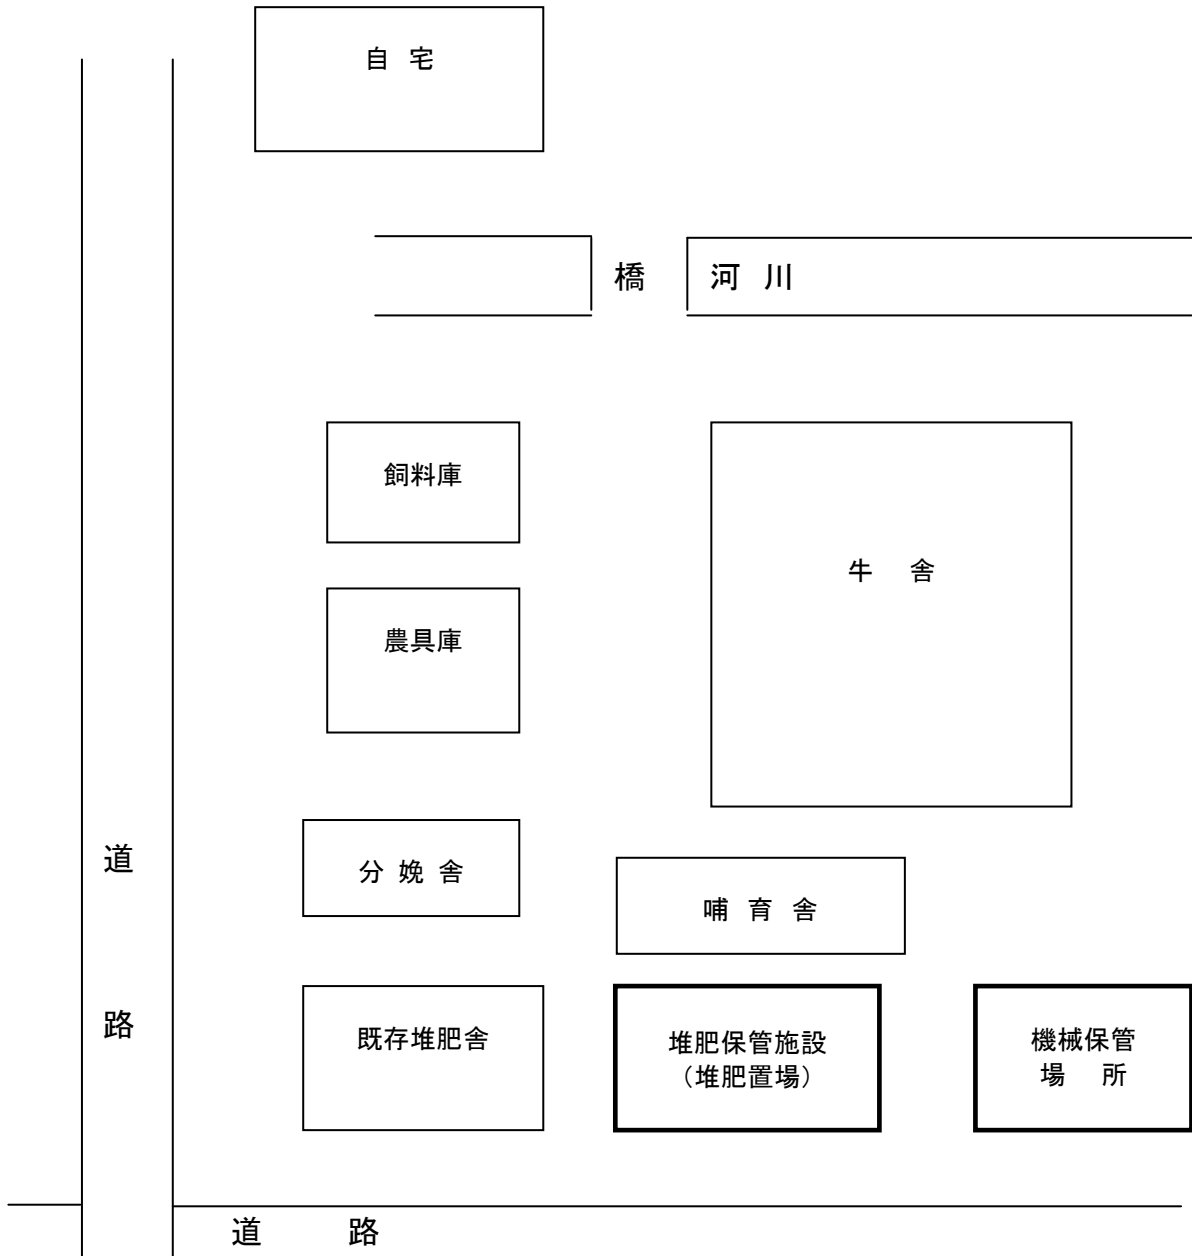 自 宅
橋
河 川
飼料庫
牛 舎
農具庫
分 娩 舎
哺 育 舎
既存堆肥舎
堆肥保管施設
（堆肥置場）
機械保管
場 所
道 路
道 路